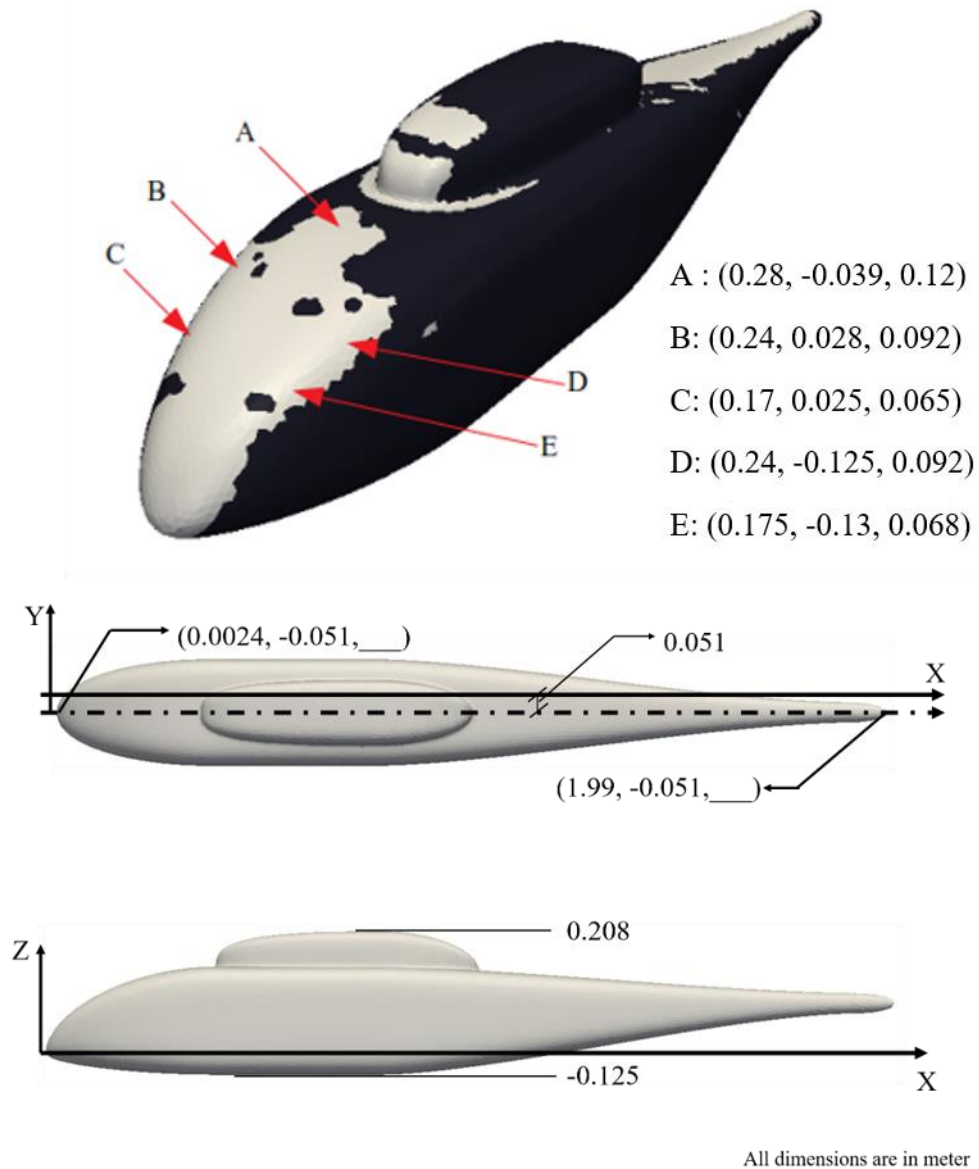 A
B
C
D
E
A : (0.28, -0.039, 0.12)
B: (0.24, 0.028, 0.092)
C: (0.17, 0.025, 0.065)
D: (0.24, -0.125, 0.092)
E: (0.175, -0.13, 0.068)
Y
(0.0024, -0.051,___)
0.051
X
(1.99, -0.051,___)
0.208
Z
-0.125
X
All dimensions are in meter